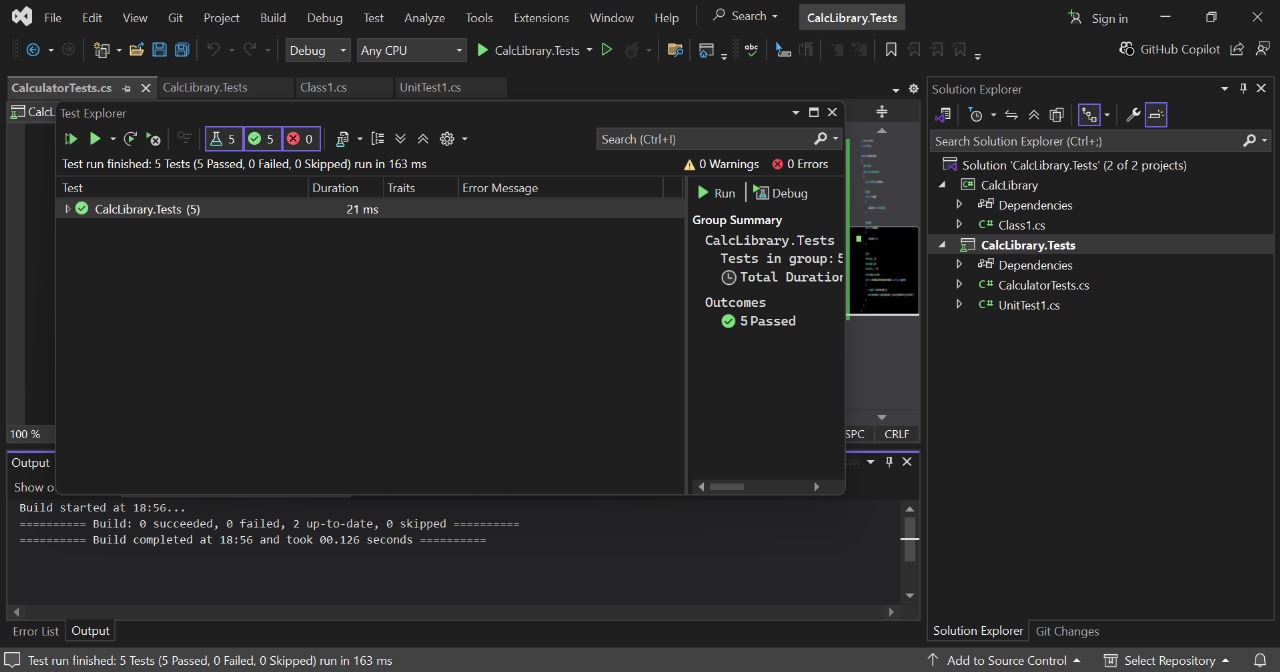 File Edit View Git Project Build Debug Test Analyze Tools Extensions Window Help Search CalcLibrary.Tests Sign in
Debug Any CPU CalcLibrary.Tests GitHub Copilot
CalculatorTests.cs CalcLibrary.Tests Class1.cs UnitTest1.cs
CalcL
Test Explorer
5 5 0
Search (Ctrl+I)
Test run finished: 5 Tests (5 Passed, 0 Failed, 0 Skipped) run in 163 ms
0 Warnings 0 Errors
Test Duration Traits Error Message
CalcLibrary.Tests (5) 21 ms
Run Debug
Group Summary
CalcLibrary.Tests
Tests in group: 5
Total Duration
Outcomes
5 Passed
100 %
SPC CRLF
Output
Show o
Build started at 18:56...
========== Build: 0 succeeded, 0 failed, 2 up-to-date, 0 skipped ==========
========== Build completed at 18:56 and took 00.126 seconds ==========
Error List Output
Solution Explorer
Search Solution Explorer (Ctrl+;)
Solution 'CalcLibrary.Tests' (2 of 2 projects)
CalcLibrary
Dependencies
C# Class1.cs
CalcLibrary.Tests
Dependencies
C# CalculatorTests.cs
C# UnitTest1.cs
Solution Explorer Git Changes
Test run finished: 5 Tests (5 Passed, 0 Failed, 0 Skipped) run in 163 ms
Add to Source Control Select Repository